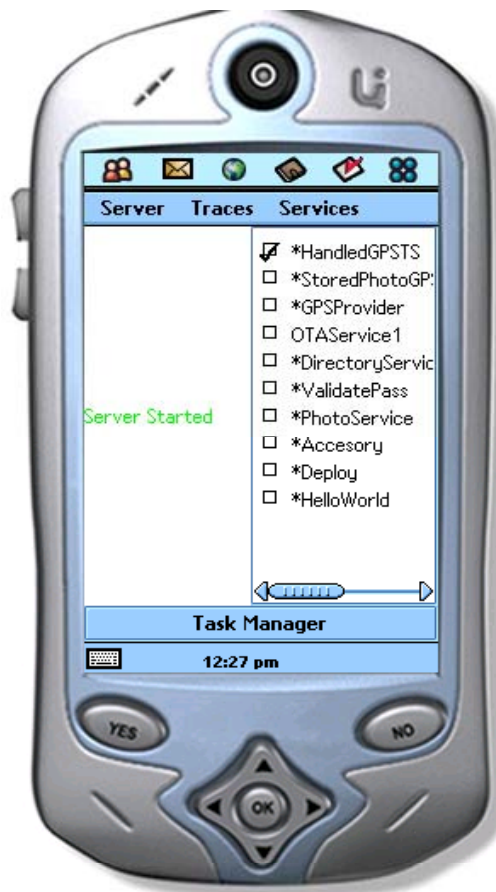 Server Traces Services
*HandledGPSTS
*StoredPhotoGP
*GPSProvider
OTAService1
*DirectoryServic
*ValidatePass
Server Started
*PhotoService
*Accesory
*Deploy
*HelloWorld
Task Manager
12:27 pm
YES NO
OK